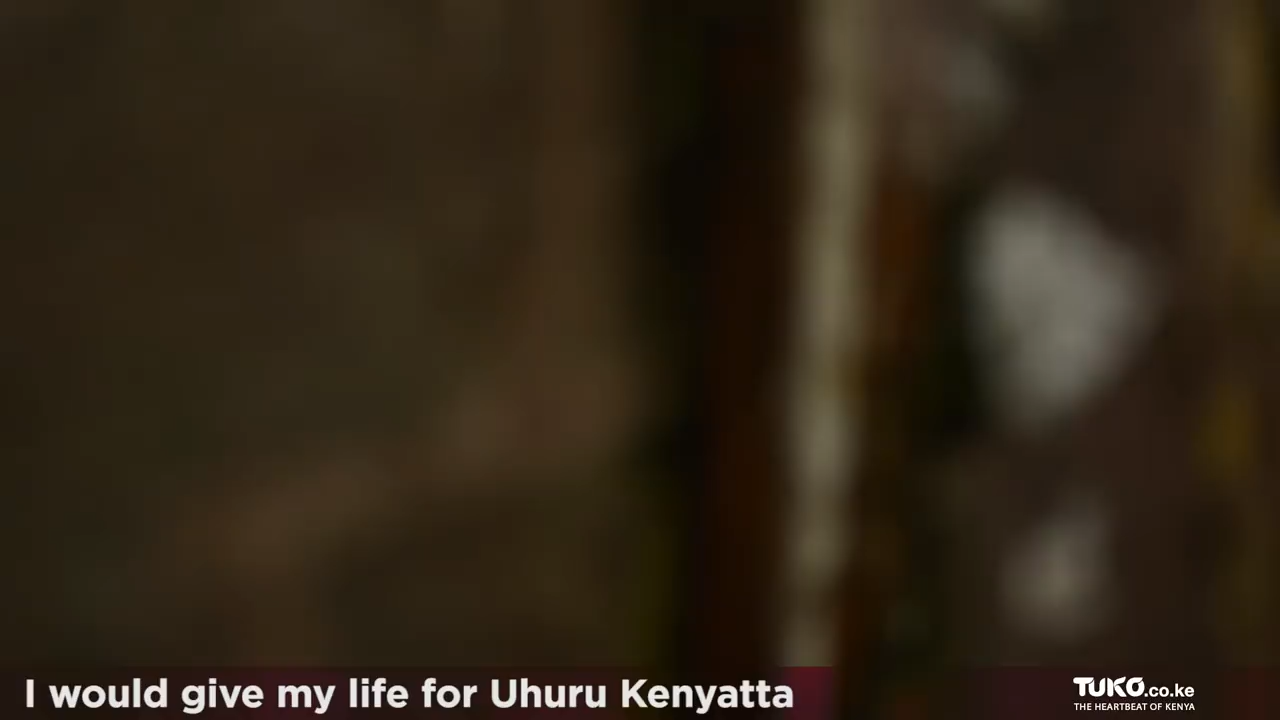 I would give my life for Uhuru Kenyatta
TUKO.co.ke
THE HEARTBEAT OF KENYA